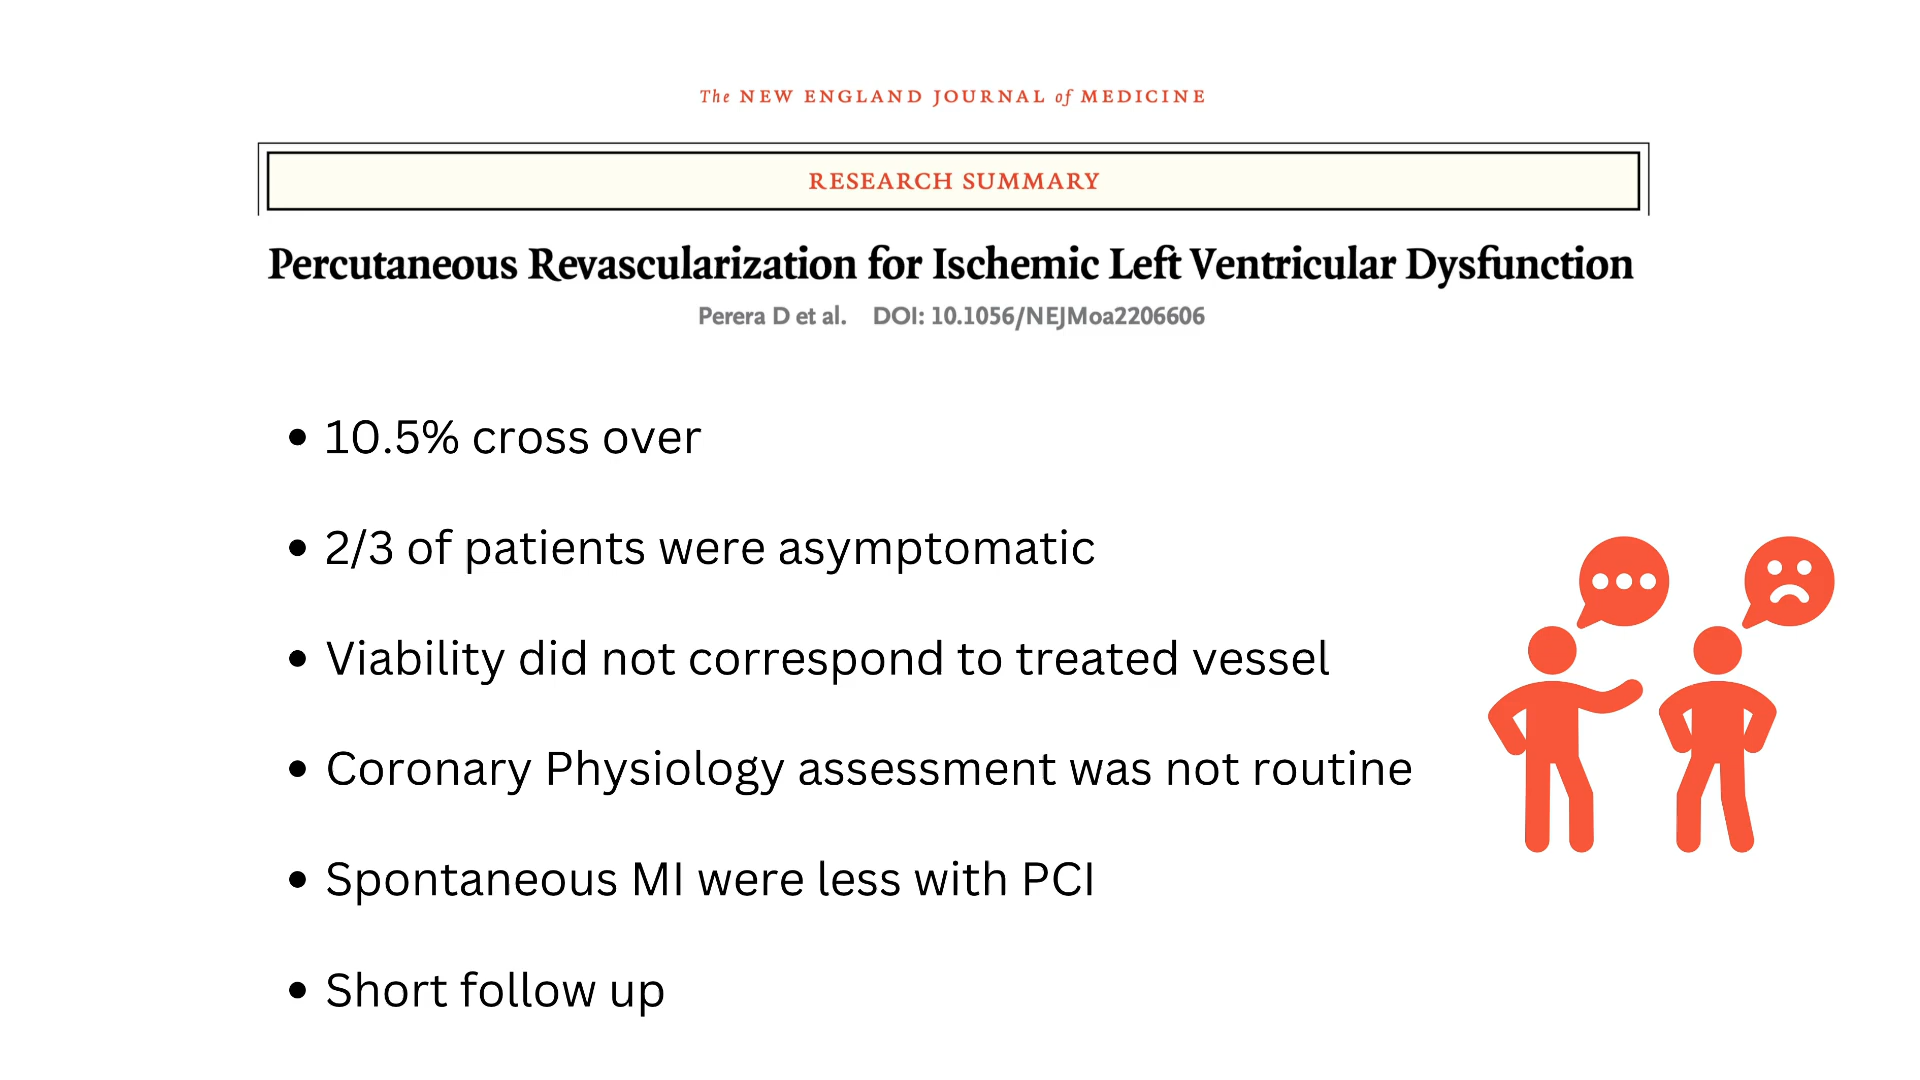 The NEW ENGLAND JOURNAL of MEDICINE
RESEARCH SUMMARY
Percutaneous Revascularization for Ischemic Left Ventricular Dysfunction
Perera D et al. DOI: 10.1056/NEJMoa2206606
• 10.5% cross over
• 2/3 of patients were asymptomatic
• Viability did not correspond to treated vessel
• Coronary Physiology assessment was not routine
• Spontaneous MI were less with PCI
• Short follow up